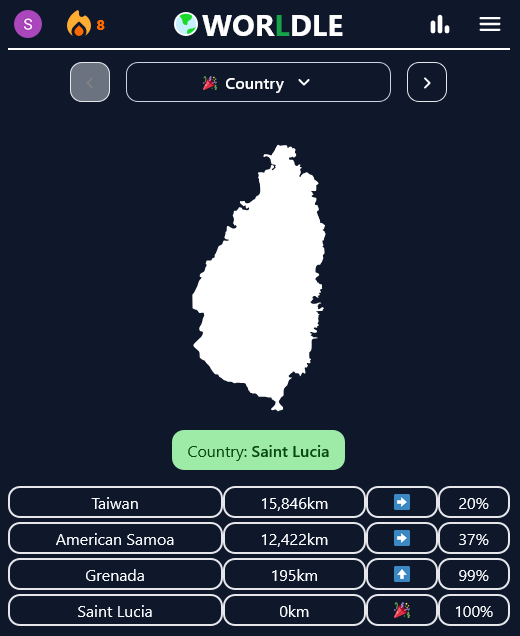 S 8 WORLDLE
Country
Country: Saint Lucia
Taiwan 15,846km 20%
American Samoa 12,422km 37%
Grenada 195km 99%
Saint Lucia 0km 100%